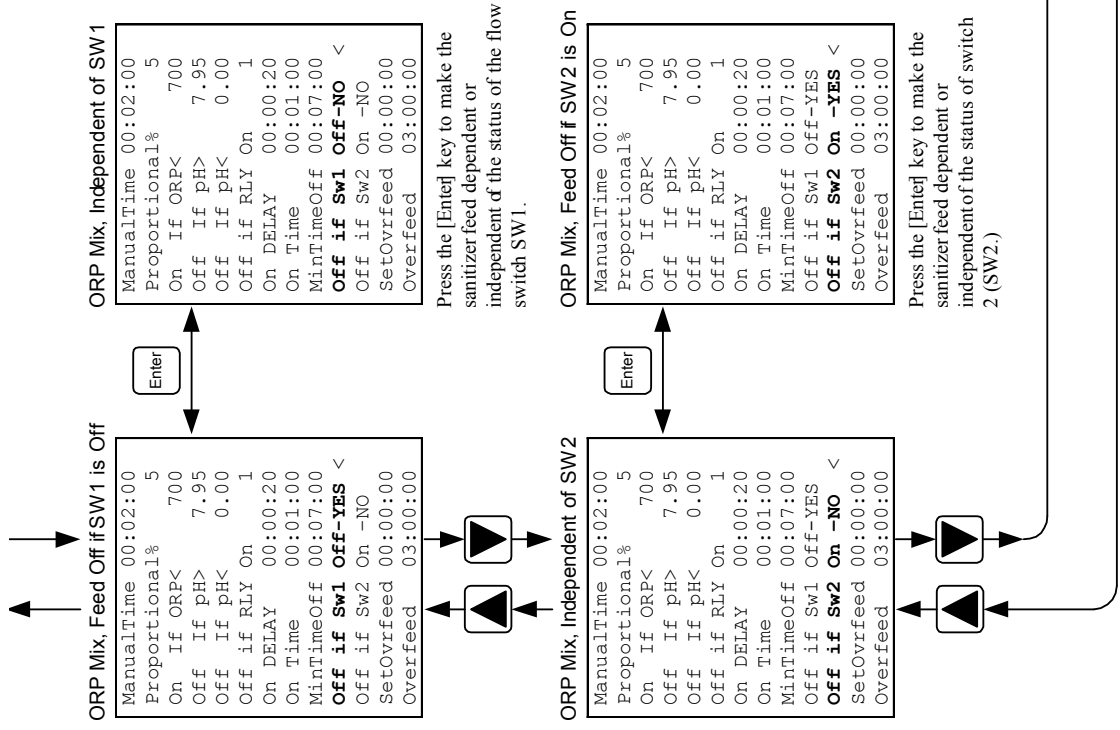 ORP Mix, Feed Off if SW1 is Off
ManualTime 00:02:00
Proportional% 5
On If ORP< 700
Off If pH> 7.95
Off If pH< 0.00
Off if RLY On 1
On DELAY 00:00:20
On Time 00:01:00
MinTimeOff 00:07:00
Off if Sw1 Off-YES <
Off if Sw2 On -NO
SetOvrfeed 00:00:00
Overfeed 03:00:00
Enter
ORP Mix, Independent of SW1
ManualTime 00:02:00
Proportional% 5
On If ORP< 700
Off If pH> 7.95
Off If pH< 0.00
Off if RLY On 1
On DELAY 00:00:20
On Time 00:01:00
MinTimeOff 00:07:00
Off if Sw1 Off-NO <
Off if Sw2 On -NO
SetOvrfeed 00:00:00
Overfeed 03:00:00
Press the [Enter] key to make the
sanitizer feed dependent or
independent of the status of the flow
switch SW1.
ORP Mix, Independent of SW2
ManualTime 00:02:00
Proportional% 5
On If ORP< 700
Off If pH> 7.95
Off If pH< 0.00
Off if RLY On 1
On DELAY 00:00:20
On Time 00:01:00
MinTimeOff 00:07:00
Off if Sw1 Off-YES
Off if Sw2 On -NO <
SetOvrfeed 00:00:00
Overfeed 03:00:00
Enter
ORP Mix, Feed Off if SW2 is On
ManualTime 00:02:00
Proportional% 5
On If ORP< 700
Off If pH> 7.95
Off If pH< 0.00
Off if RLY On 1
On DELAY 00:00:20
On Time 00:01:00
MinTimeOff 00:07:00
Off if Sw1 Off-YES
Off if Sw2 On -YES <
SetOvrfeed 00:00:00
Overfeed 03:00:00
Press the [Enter] key to make the
sanitizer feed dependent or
independent of the status of switch
2 (SW2.)